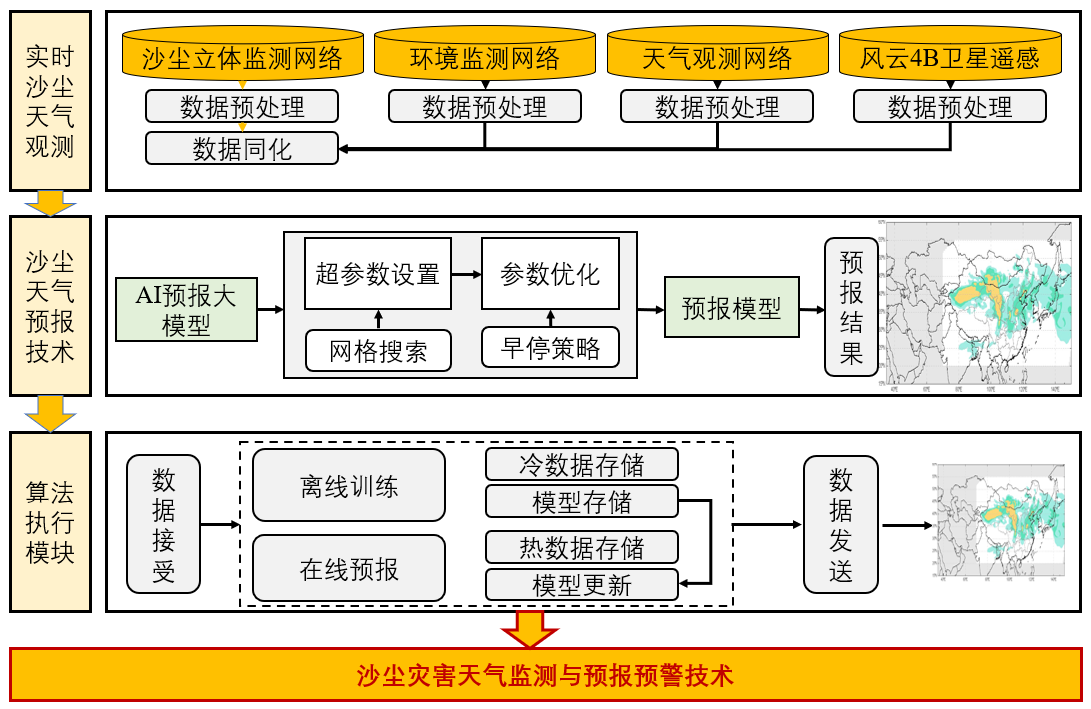 实时
沙尘
天气
观测
沙尘立体监测网络
环境监测网络
天气观测网络
风云4B卫星遥感
数据预处理
数据预处理
数据预处理
数据预处理
数据同化
沙尘
天气
预报
技术
AI预报大
模型
超参数设置
参数优化
网格搜索
早停策略
预报模型
预
报
结
果
算法
执行
模块
数
据
接
受
离线训练
在线预报
冷数据存储
模型存储
热数据存储
模型更新
数
据
发
送
沙尘灾害天气监测与预报预警技术